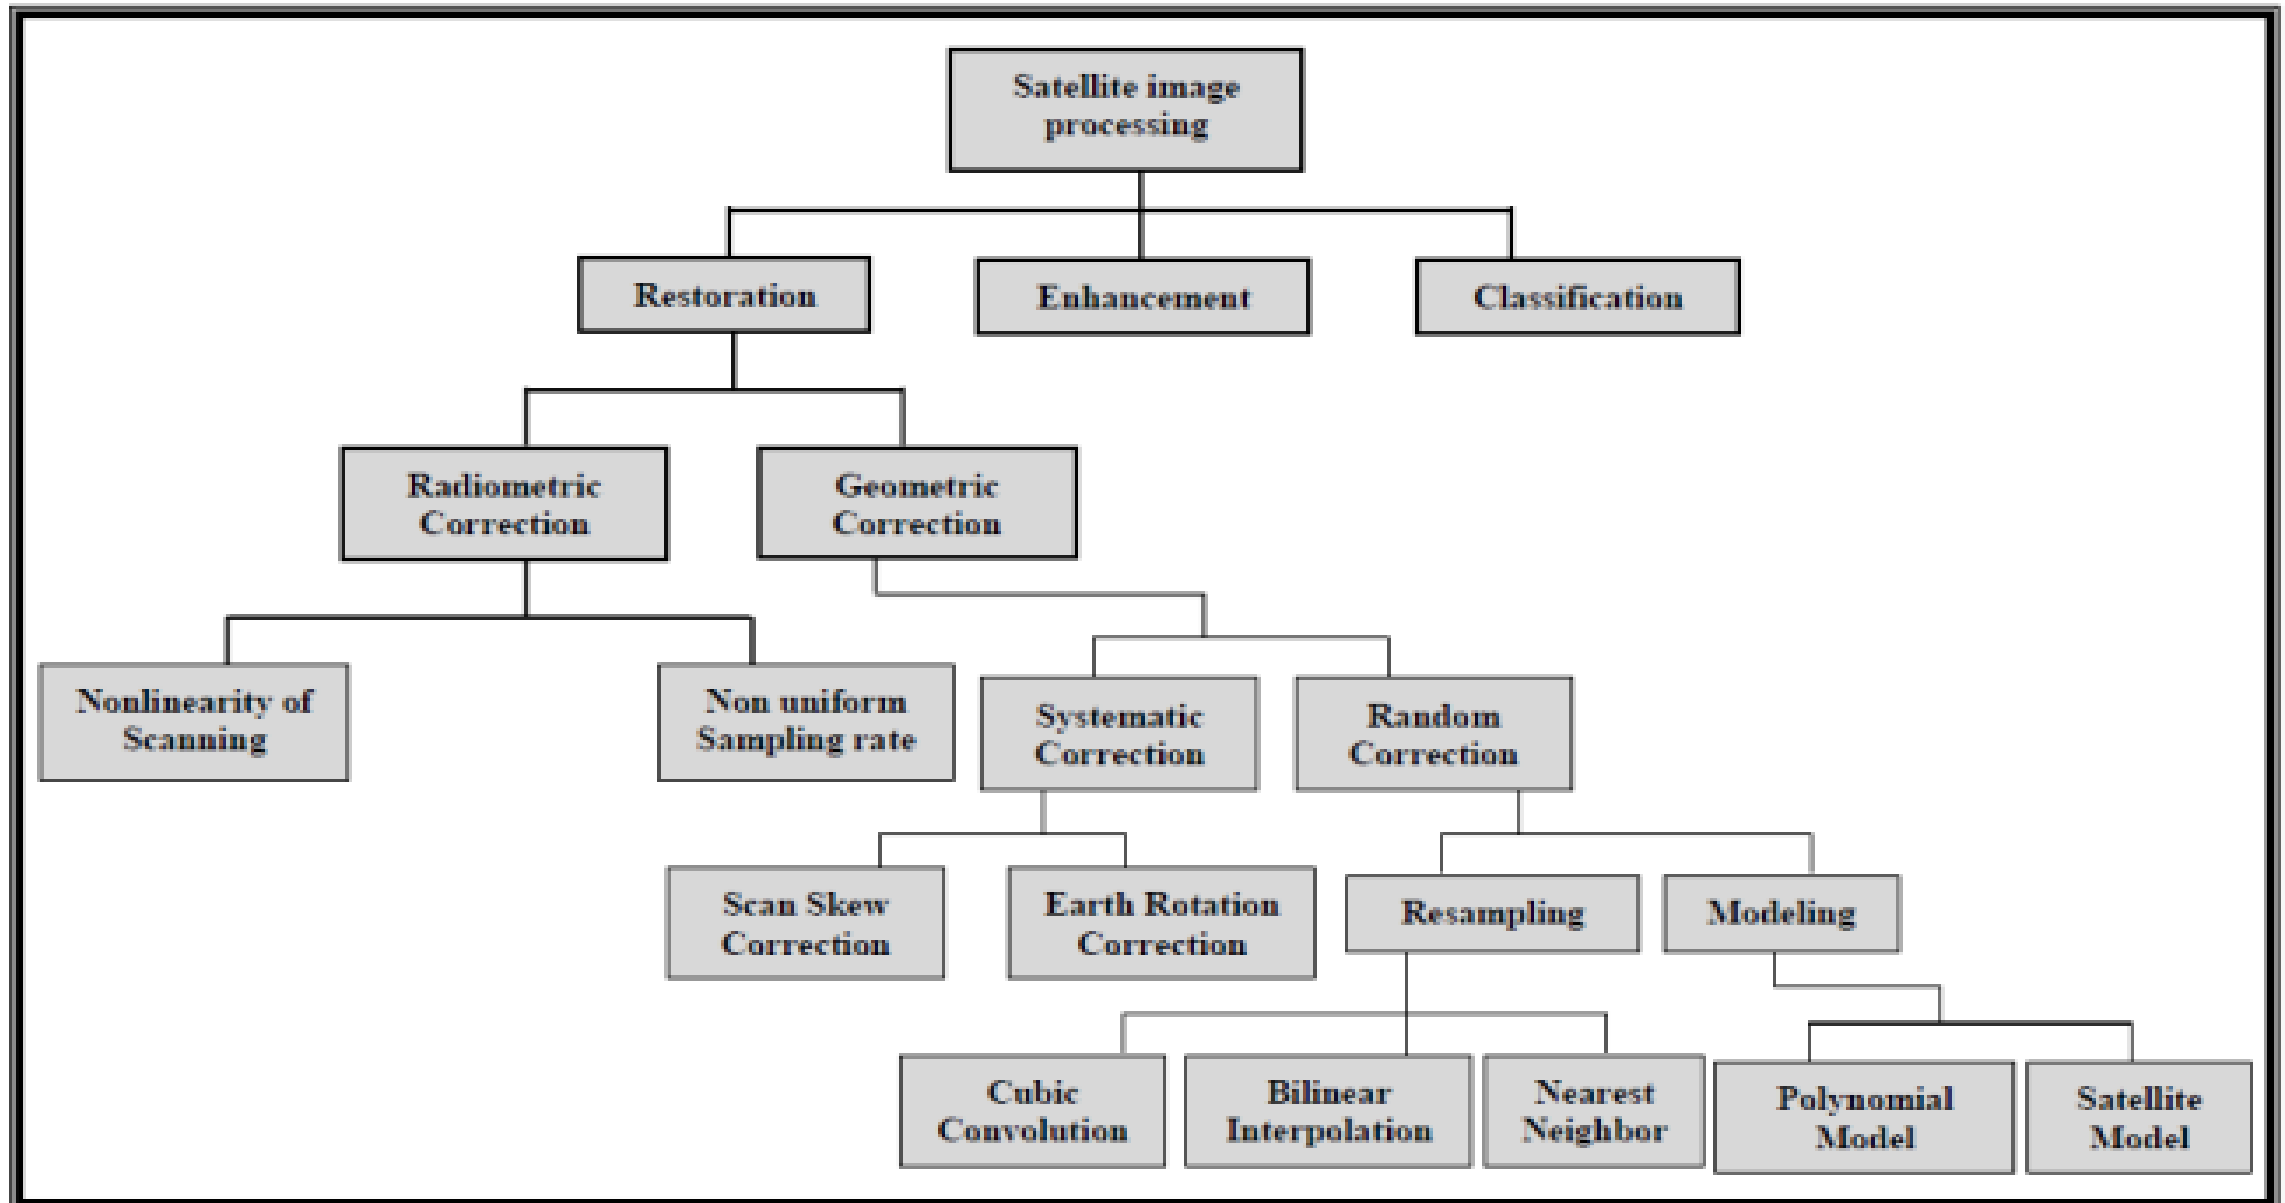 Satellite image
processing
Restoration
Enhancement
Classification
Radiometric
Correction
Geometric
Correction
Nonlinearity of
Scanning
Non uniform
Sampling rate
Systematic
Correction
Random
Correction
Scan Skew
Correction
Earth Rotation
Correction
Resampling
Modeling
Cubic
Convolution
Bilinear
Interpolation
Nearest
Neighbor
Polynomial
Model
Satellite
Model